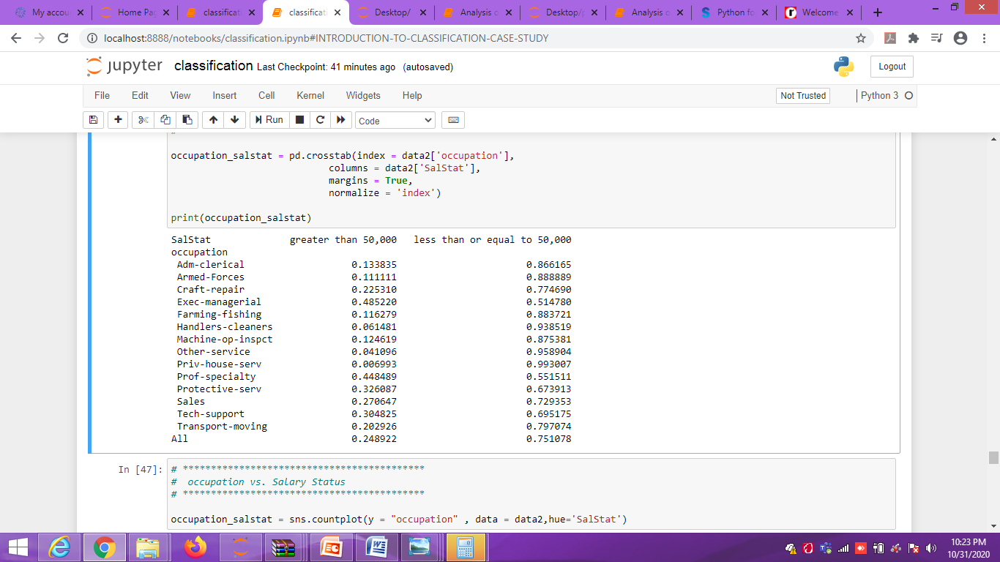 My accou
Home Pa
classificat
classificat
Desktop/
Analysis o
Desktop/
Analysis o
Python fo
Welcome
localhost:8888/notebooks/classification.ipynb#INTRODUCTION-TO-CLASSIFICATION-CASE-STUDY
jupyter classification Last Checkpoint: 41 minutes ago (autosaved)
Logout
File Edit View Insert Cell Kernel Widgets Help
Not Trusted
Python 3
Run
Code
occupation_salstat = pd.crosstab(index = data2['occupation'],
columns = data2['SalStat'],
margins = True,
normalize = 'index')
print(occupation_salstat)
SalStat greater than 50,000 less than or equal to 50,000
occupation
Adm-clerical 0.133835 0.866165
Armed-Forces 0.111111 0.888889
Craft-repair 0.225310 0.774690
Exec-managerial 0.485220 0.514780
Farming-fishing 0.116279 0.883721
Handlers-cleaners 0.061481 0.938519
Machine-op-inspct 0.124619 0.875381
Other-service 0.041096 0.958904
Priv-house-serv 0.006993 0.993007
Prof-specialty 0.448489 0.551511
Protective-serv 0.326087 0.673913
Sales 0.270647 0.729353
Tech-support 0.304825 0.695175
Transport-moving 0.202926 0.797074
All 0.248922 0.751078
In [47]:
# *******************************************
# occupation vs. Salary Status
# *******************************************
occupation_salstat = sns.countplot(y = "occupation" , data = data2,hue='SalStat')
10:23 PM
10/31/2020